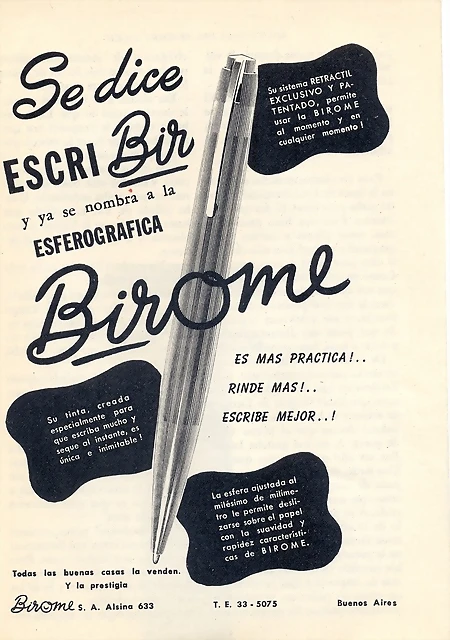 Se dice
ESCRI Bir
y ya se nombra a la
ESFEROGRAFICA
Birome
Su sistema RETRACTIL
EXCLUSIVO Y PA-
TENTADO, permite
usar la BIROME
al momento y en
cualquier momento!
ES MAS PRACTICA!..
RINDE MAS!..
ESCRIBE MEJOR..!
Su tinta, creada
especialmente para
que escriba mucho y
seque al instante, es
única e inimitable!
La esfera ajustada al
milésimo de milime-
tro le permite desli-
zarse sobre el papel
con la suavidad y
rapidez característi-
cas de BIROME.
Todas las buenas casas la venden.
Y la prestigia
Birome S. A. Alsina 633 T. E. 33 - 5075 Buenos Aires